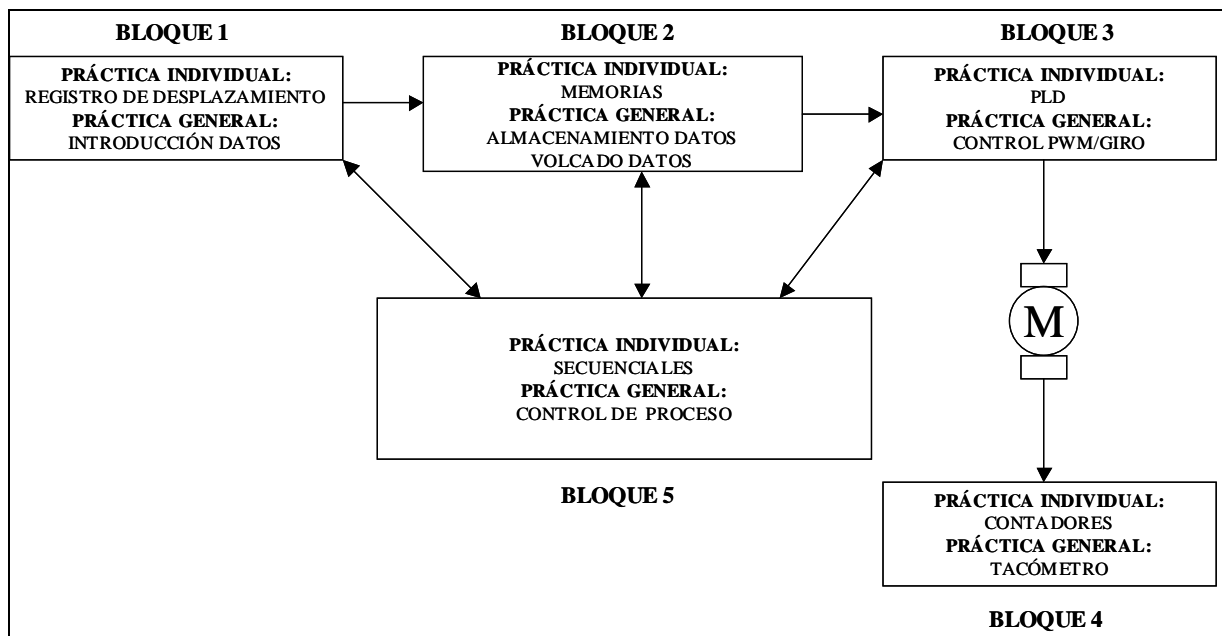 BLOQUE 1
PRÁCTICA INDIVIDUAL:
REGISTRO DE DESPLAZAMIENTO
PRÁCTICA GENERAL:
INTRODUCCIÓN DATOS
BLOQUE 2
PRÁCTICA INDIVIDUAL:
MEMORIAS
PRÁCTICA GENERAL:
ALMACENAMIENTO DATOS
VOLCADO DATOS
BLOQUE 3
PRÁCTICA INDIVIDUAL:
PLD
PRÁCTICA GENERAL:
CONTROL PWM/GIRO
M
PRÁCTICA INDIVIDUAL:
SECUENCIALES
PRÁCTICA GENERAL:
CONTROL DE PROCESO
BLOQUE 5
PRÁCTICA INDIVIDUAL:
CONTADORES
PRÁCTICA GENERAL:
TACÓMETRO
BLOQUE 4